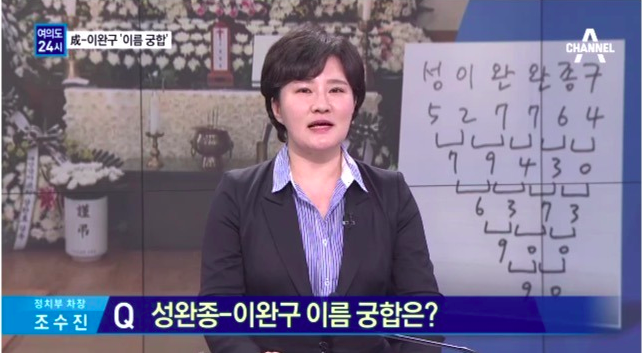 여의도
24시
成-이완구 '이름 궁합'
CHANNEL A
성 이 완 완 종 구
5 2 7 7 6 4
7 9 4 3 0
6 3 7 3
9 0 0
9 0
謹弔
정치부 차장
조수진
Q 성완종-이완구 이름 궁합은?